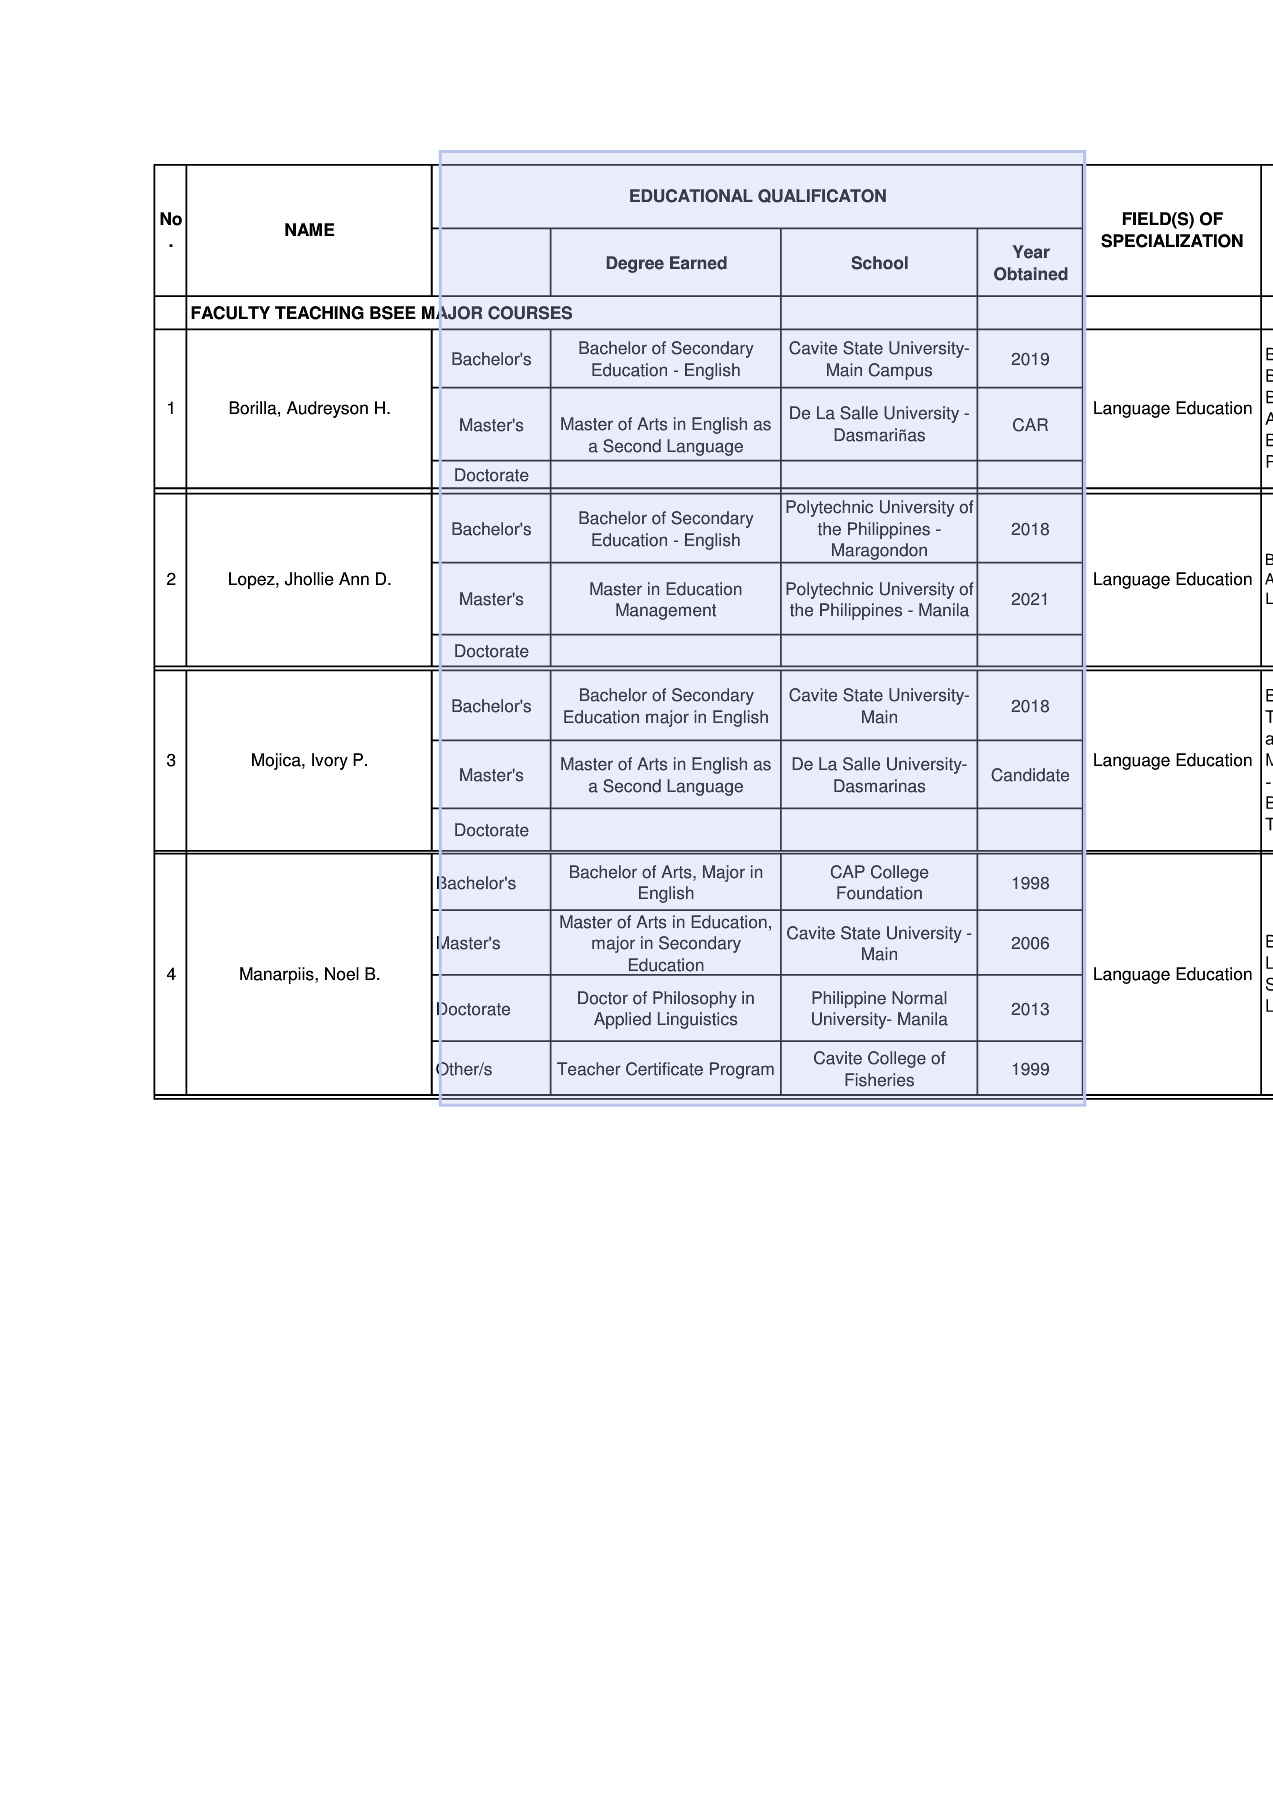 No
.
NAME
EDUCATIONAL QUALIFICATON
Degree Earned
School
Year
Obtained
FIELD(S) OF
SPECIALIZATION
FACULTY TEACHING BSEE MAJOR COURSES
1
Borilla, Audreyson H.
Bachelor's
Bachelor of Secondary
Education - English
Cavite State University-
Main Campus
2019
Master's
Master of Arts in English as
a Second Language
De La Salle University -
Dasmariñas
CAR
Doctorate
Language Education
2
Lopez, Jhollie Ann D.
Bachelor's
Bachelor of Secondary
Education - English
Polytechnic University of
the Philippines -
Maragondon
2018
Master's
Master in Education
Management
Polytechnic University of
the Philippines - Manila
2021
Doctorate
Language Education
3
Mojica, Ivory P.
Bachelor's
Bachelor of Secondary
Education major in English
Cavite State University-
Main
2018
Master's
Master of Arts in English as
a Second Language
De La Salle University-
Dasmarinas
Candidate
Doctorate
Language Education
4
Manarpiis, Noel B.
Bachelor's
Bachelor of Arts, Major in
English
CAP College
Foundation
1998
Master's
Master of Arts in Education,
major in Secondary
Education
Cavite State University -
Main
2006
Doctorate
Doctor of Philosophy in
Applied Linguistics
Philippine Normal
University- Manila
2013
Other/s
Teacher Certificate Program
Cavite College of
Fisheries
1999
Language Education